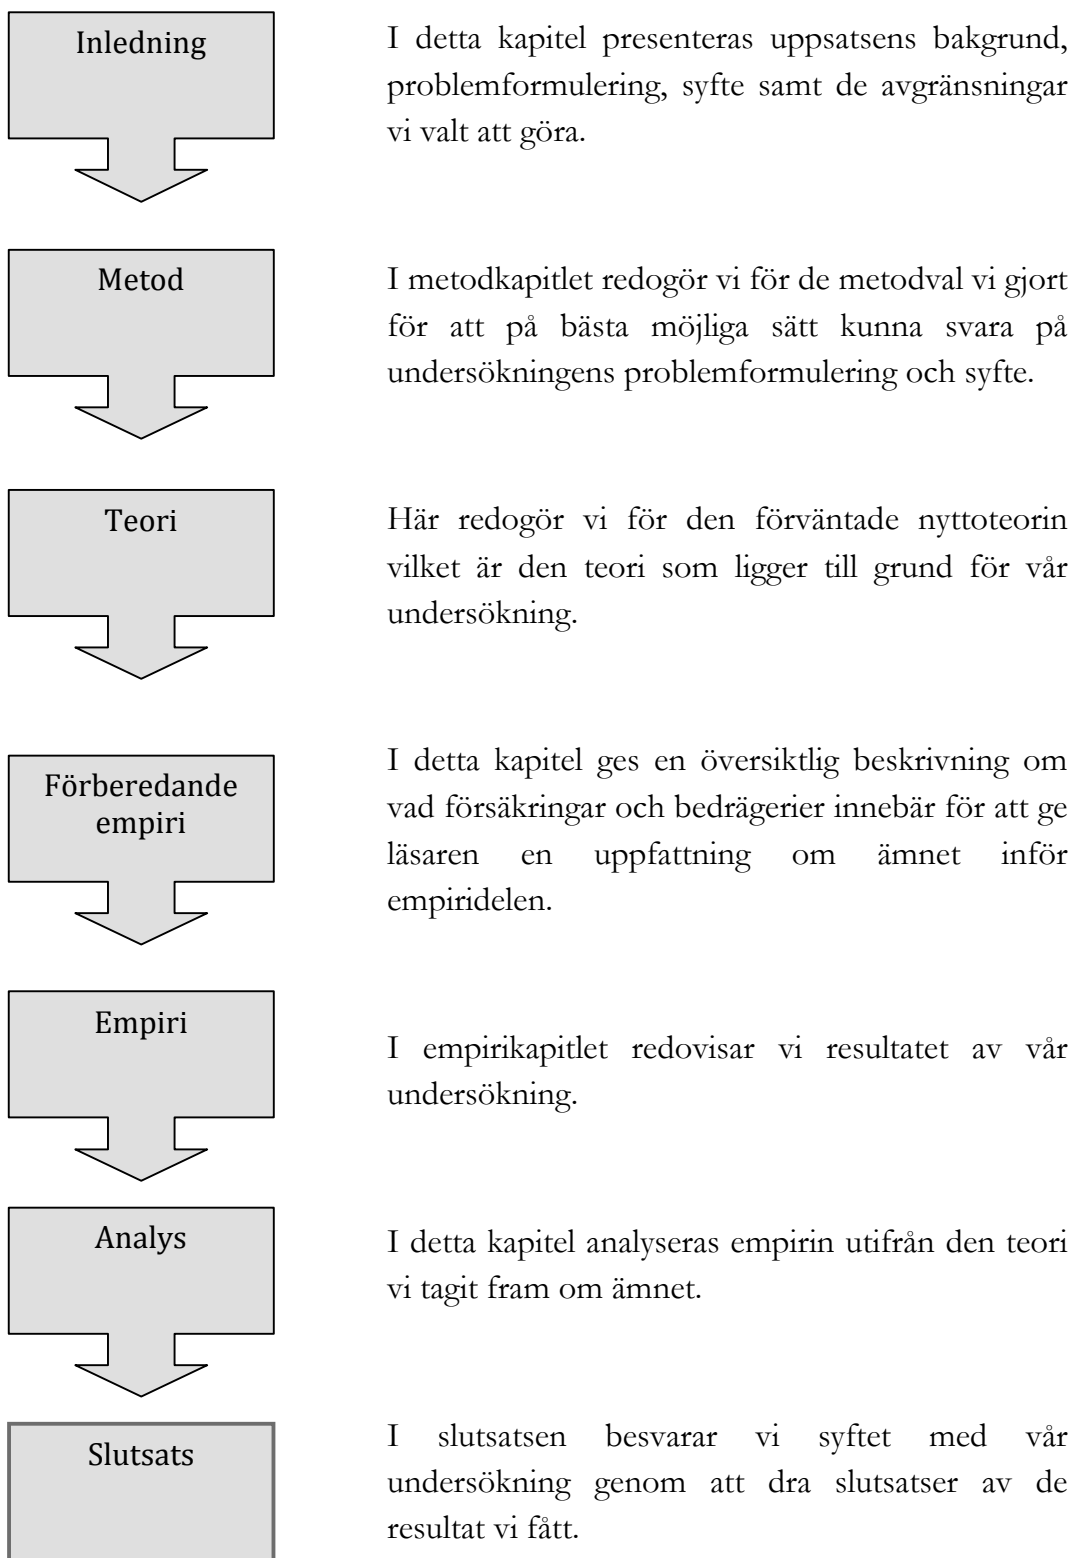 Inledning
I detta kapitel presenteras uppsatsens bakgrund,
problemformulering, syfte samt de avgränsningar
vi valt att göra.
Metod
I metodkapitlet redogör vi för de metodval vi gjort
för att på bästa möjliga sätt kunna svara på
undersökningens problemformulering och syfte.
Teori
Här redogör vi för den förväntade nyttoteorin
vilket är den teori som ligger till grund för vår
undersökning.
Förberedande
empiri
I detta kapitel ges en översiktlig beskrivning om
vad försäkringar och bedrägerier innebär för att ge
läsaren en uppfattning om ämnet inför
empiridelen.
Empiri
I empirikapitlet redovisar vi resultatet av vår
undersökning.
Analys
I detta kapitel analyseras empirin utifrån den teori
vi tagit fram om ämnet.
Slutsats
I slutsatsen besvarar vi syftet med vår
undersökning genom att dra slutsatser av de
resultat vi fått.